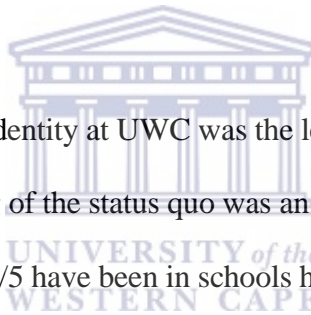 dentity at UWC was the l
of the status quo was an
UNIVERSITY of the
/5 have been in schools h
WESTERN CAPE